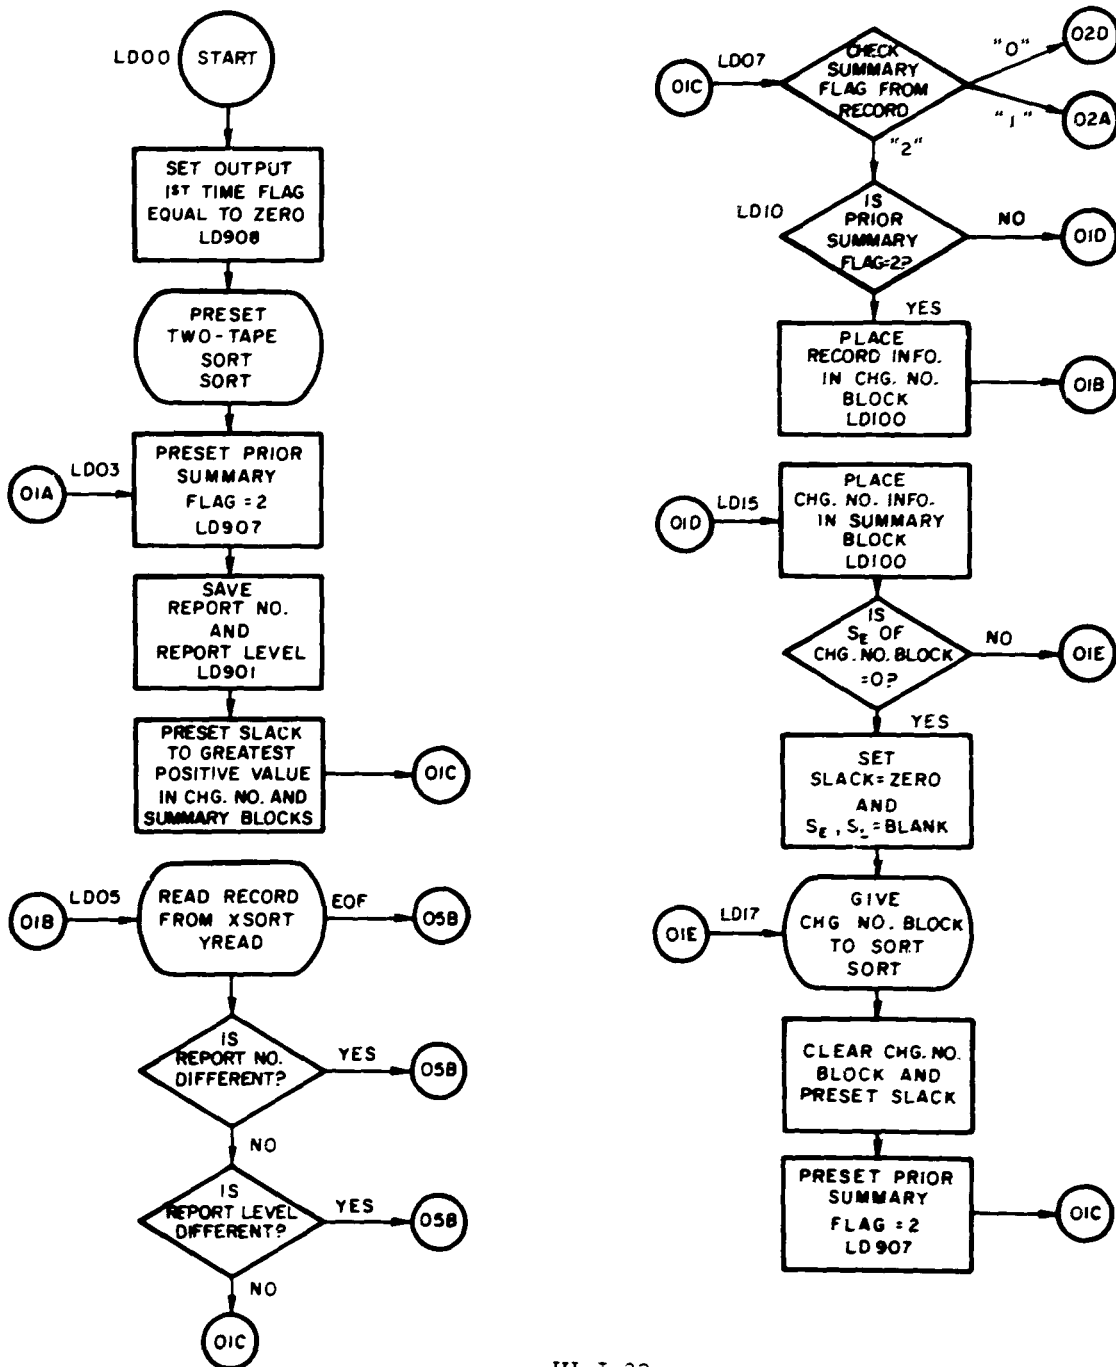 LD00
START
SET OUTPUT
1ST TIME FLAG
EQUAL TO ZERO
LD908
PRESET
TWO-TAPE
SORT
SORT
01A
LD03
PRESET PRIOR
SUMMARY
FLAG = 2
LD907
SAVE
REPORT NO.
AND
REPORT LEVEL
LD901
PRESET SLACK
TO GREATEST
POSITIVE VALUE
IN CHG. NO. AND
SUMMARY BLOCKS
01C
01B
LD05
READ RECORD
FROM XSORT
YREAD
EOF
05B
IS
REPORT NO.
DIFFERENT?
YES
05B
NO
IS
REPORT LEVEL
DIFFERENT?
YES
05B
NO
01C
01C
LD07
CHECK
SUMMARY
FLAG FROM
RECORD
"0"
02D
"1"
02A
"2"
LD10
IS
PRIOR
SUMMARY
FLAG=2?
NO
01D
YES
PLACE
RECORD INFO.
IN CHG. NO.
BLOCK
LD100
01B
01D
LD15
PLACE
CHG. NO. INFO.
IN SUMMARY
BLOCK
LD100
IS
SE OF
CHG. NO. BLOCK
=0?
NO
01E
YES
SET
SLACK=ZERO
AND
SE, SL=BLANK
01E
LD17
GIVE
CHG NO. BLOCK
TO SORT
SORT
CLEAR CHG. NO.
BLOCK AND
PRESET SLACK
PRESET PRIOR
SUMMARY
FLAG = 2
LD907
01C